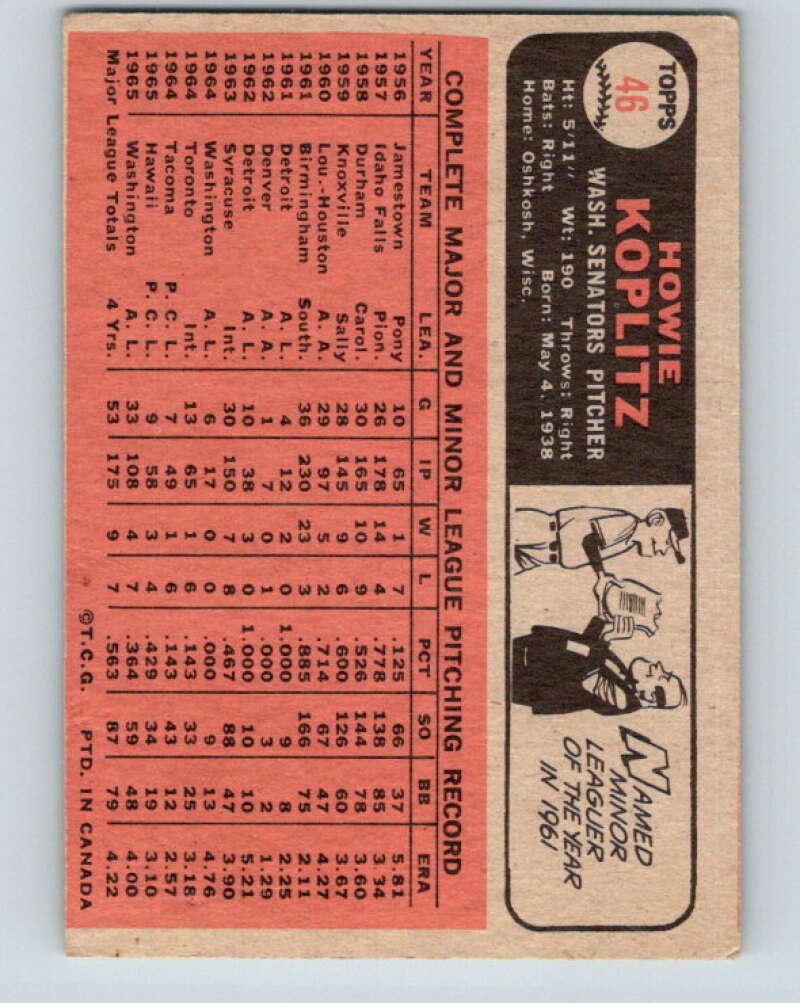 TOPPS
46
HOWIE
KOPLITZ
WASH. SENATORS PITCHER
Ht: 5'11" Wt: 190 Throws: Right
Bats: Right Born: May 4, 1938
Home: Oshkosh, Wisc.
NAMED
MINOR
LEAGUER
OF THE YEAR
IN 1961
COMPLETE MAJOR AND MINOR LEAGUE PITCHING RECORD
YEAR TEAM LEA. G IP W L PCT SO BB ERA
1956 Jamestown Pony 10 65 1 7 .125 66 37 5.81
1957 Idaho Falls Pion. 26 178 14 4 .778 138 85 3.34
1958 Durham Carol. 30 165 10 9 .526 144 78 3.60
1959 Knoxville Sally 28 145 9 6 .600 126 60 3.67
1960 Lou.-Houston A. A. 29 97 5 2 .714 67 47 4.27
1961 Birmingham South. 36 230 23 3 .885 166 75 2.11
1961 Detroit A. L. 4 12 2 0 1.000 9 8 2.25
1962 Denver A. A. 1 7 0 1 .000 3 2 1.29
1962 Detroit A. L. 10 38 3 0 1.000 10 10 5.21
1963 Syracuse Int. 30 150 7 8 .467 88 47 3.90
1964 Washington A. L. 6 17 0 0 .000 9 13 4.76
1964 Toronto Int. 13 65 1 6 .143 33 25 3.18
1964 Tacoma P. C. L. 7 49 1 6 .143 43 12 2.57
1965 Hawaii P. C. L. 9 58 3 4 .429 34 19 3.10
1965 Washington A. L. 33 108 4 7 .364 59 48 4.00
Major League Totals 4 Yrs. 53 175 9 7 .563 87 79 4.22
©T.C.G. PTD. IN CANADA